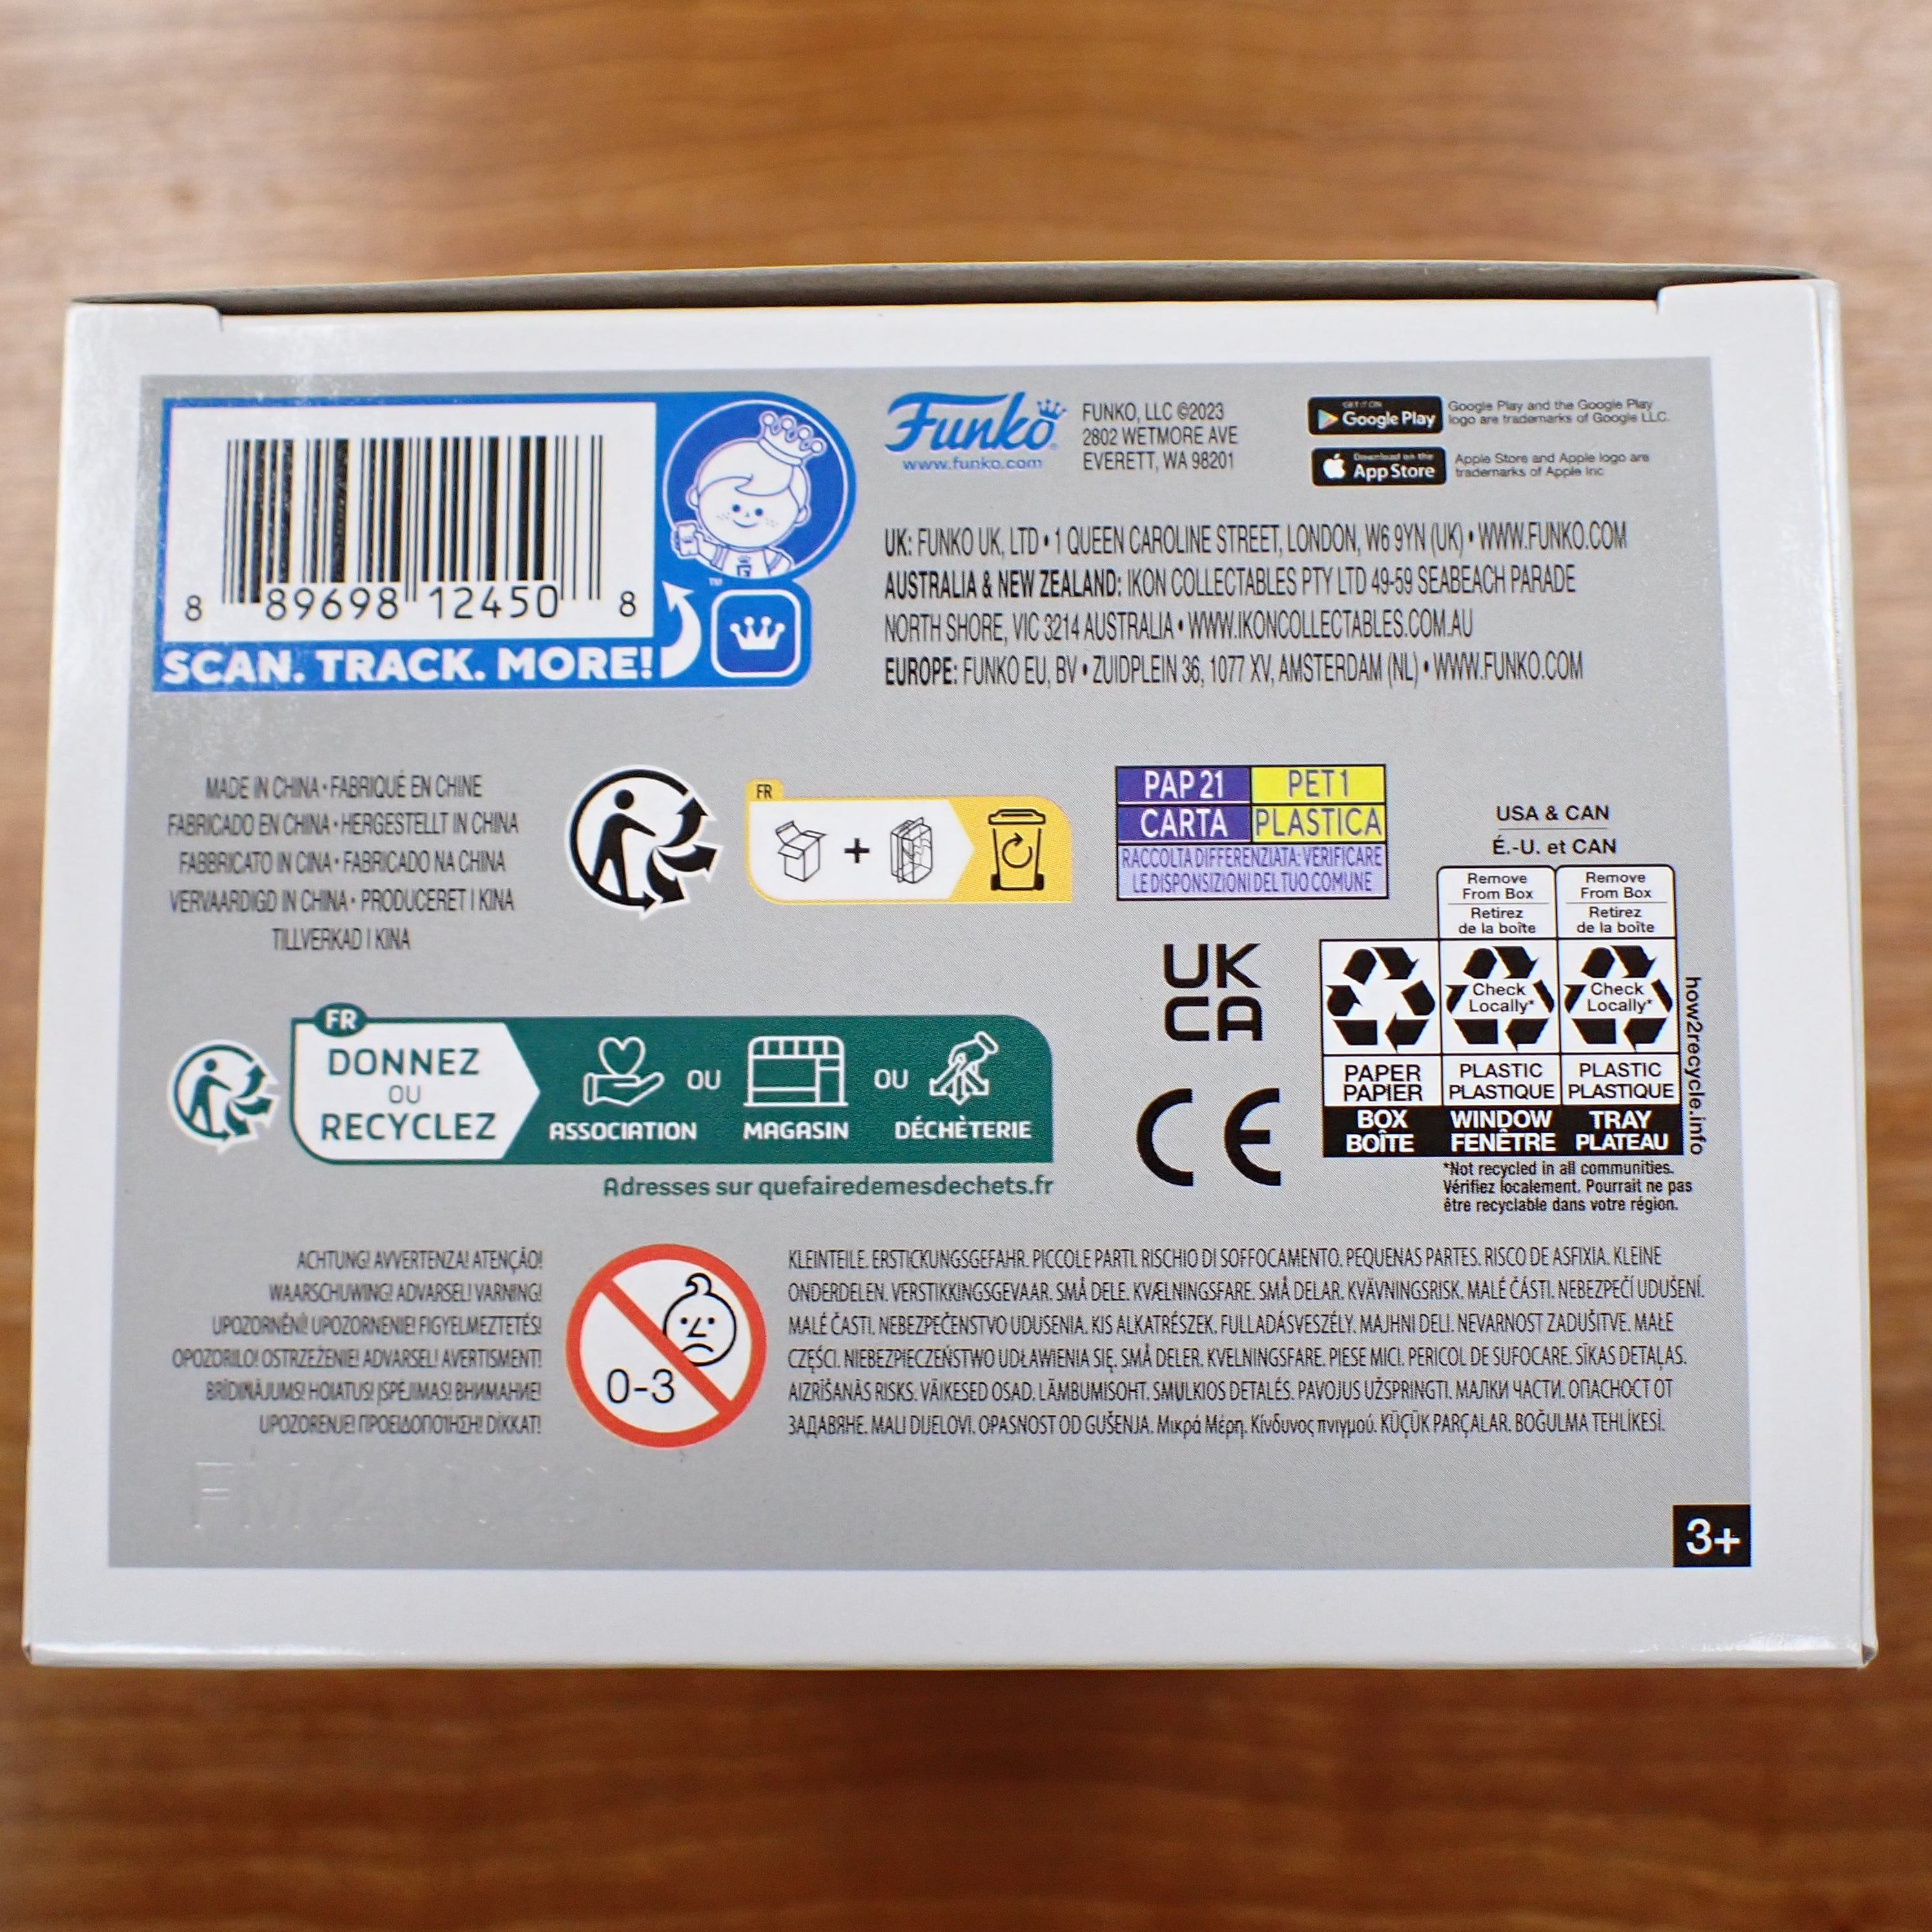 8 89698 12450 8
SCAN. TRACK. MORE!
™
Funko
www.funko.com
FUNKO, LLC ©2023
2802 WETMORE AVE
EVERETT, WA 98201
GET IT ON
Google Play
Google Play and the Google Play
logo are trademarks of Google LLC.
Download on the
App Store
Apple Store and Apple logo are
trademarks of Apple Inc
UK: FUNKO UK, LTD • 1 QUEEN CAROLINE STREET, LONDON, W6 9YN (UK) • WWW.FUNKO.COM
AUSTRALIA & NEW ZEALAND: IKON COLLECTABLES PTY LTD 49-59 SEABEACH PARADE
NORTH SHORE, VIC 3214 AUSTRALIA • WWW.IKONCOLLECTABLES.COM.AU
EUROPE: FUNKO EU, BV • ZUIDPLEIN 36, 1077 XV, AMSTERDAM (NL) • WWW.FUNKO.COM
MADE IN CHINA • FABRIQUÉ EN CHINE
FABRICADO EN CHINA • HERGESTELLT IN CHINA
FABBRICATO IN CINA • FABRICADO NA CHINA
VERVAARDIGD IN CHINA • PRODUCERET I KINA
TILLVERKAD I KINA
FR
+
PAP 21 PET 1
CARTA PLASTICA
RACCOLTA DIFFERENZIATA: VERIFICARE
LE DISPONSIZIONI DEL TUO COMUNE
USA & CAN
É.-U. et CAN
Remove
From Box
Retirez
de la boîte
Remove
From Box
Retirez
de la boîte
Check
Locally*
Check
Locally*
PAPER
PAPIER
PLASTIC
PLASTIQUE
PLASTIC
PLASTIQUE
BOX
BOÎTE
WINDOW
FENÊTRE
TRAY
PLATEAU
how2recycle.info
*Not recycled in all communities.
Vérifiez localement. Pourrait ne pas
être recyclable dans votre région.
UK
CA
CE
FR
DONNEZ
OU
RECYCLEZ
ASSOCIATION
OU
MAGASIN
OU
DÉCHÈTERIE
Adresses sur quefairedemesdechets.fr
ACHTUNG! AVVERTENZA! ATENÇÃO!
WAARSCHUWING! ADVARSEL! VARNING!
UPOZORNĚNÍ! UPOZORNENIE! FIGYELMEZTETÉS!
OPOZORILO! OSTRZEŻENIE! ADVARSEL! AVERTISMENT!
BRĪDINĀJUMS! HOIATUS! ĮSPĖJIMAS! ВНИМАНИЕ!
UPOZORENJE! ΠΡΟΕΙΔΟΠΟΊΗΣΗ! DİKKAT!
0-3
KLEINTEILE. ERSTICKUNGSGEFAHR. PICCOLE PARTI. RISCHIO DI SOFFOCAMENTO. PEQUENAS PARTES. RISCO DE ASFIXIA. KLEINE
ONDERDELEN. VERSTIKKINGSGEVAAR. SMÅ DELE. KVÆLNINGSFARE. SMÅ DELAR. KVÄVNINGSRISK. MALÉ ČÁSTI. NEBEZPEČÍ UDUŠENÍ.
MALÉ ČASTI. NEBEZPEČENSTVO UDUSENIA. KIS ALKATRÉSZEK. FULLADÁSVESZÉLY. MAJHNI DELI. NEVARNOST ZADUŠITVE. MAŁE
CZĘŚCI. NIEBEZPIECZEŃSTWO UDŁAWIENIA SIĘ. SMÅ DELER. KVELNINGSFARE. PIESE MICI. PERICOL DE SUFOCARE. SĪKAS DETAĻAS.
AIZRĪŠANĀS RISKS. VÄIKESED OSAD. LÄMBUMISOHT. SMULKIOS DETALĖS. PAVOJUS UŽSPRINGTI. МАЛКИ ЧАСТИ. ОПАСНОСТ ОТ
ЗАДАВЯНЕ. MALI DIJELOVI. OPASNOST OD GUŠENJA. Μικρά Μέρη. Κίνδυνος πνιγμού. KÜÇÜK PARÇALAR. BOĞULMA TEHLİKESİ.
3+